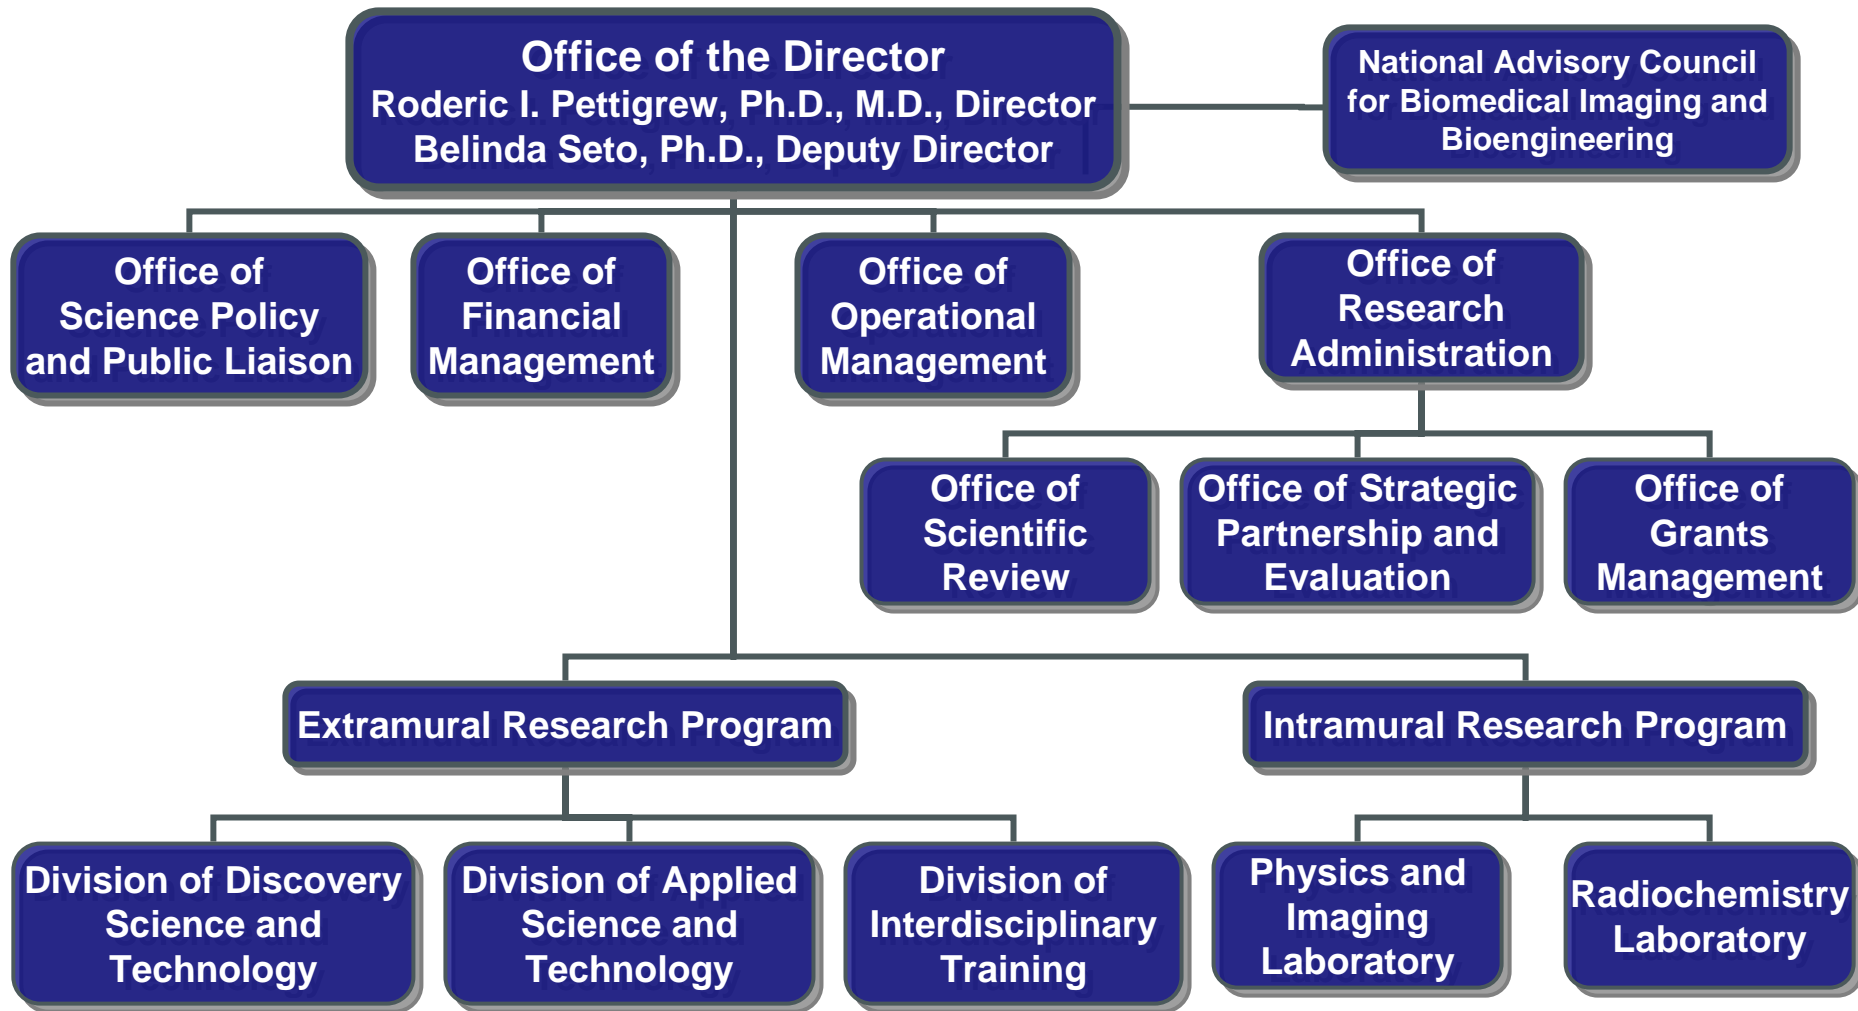 Office of the Director
Roderic I. Pettigrew, Ph.D., M.D., Director
Belinda Seto, Ph.D., Deputy Director
National Advisory Council
for Biomedical Imaging and
Bioengineering
Office of
Science Policy
and Public Liaison
Office of
Financial
Management
Office of
Operational
Management
Office of
Research
Administration
Office of
Scientific
Review
Office of Strategic
Partnership and
Evaluation
Office of
Grants
Management
Extramural Research Program
Intramural Research Program
Division of Discovery
Science and
Technology
Division of Applied
Science and
Technology
Division of
Interdisciplinary
Training
Physics and
Imaging
Laboratory
Radiochemistry
Laboratory